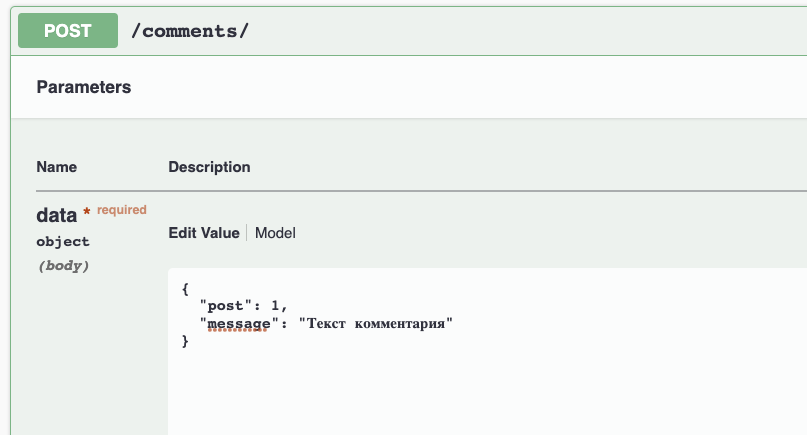 POST /comments/
Parameters
Name Description
data * required
object
(body)
Edit Value Model
{
"post": 1,
"message": "Текст комментария"
}